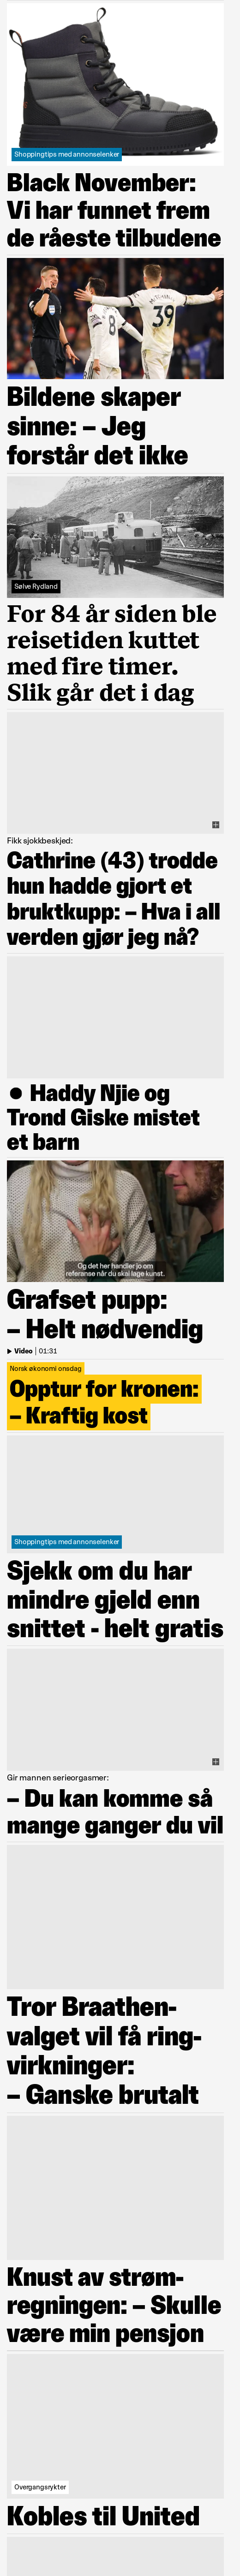 Shoppingtips med annonselenker
Black November:
Vi har funnet frem
de råeste tilbudene
8
39
Bildene skaper
sinne: – Jeg
forstår det ikke
Sølve Rydland
For 84 år siden ble
reisetiden kuttet
med fire timer.
Slik går det i dag
Fikk sjokkbeskjed:
Cathrine (43) trodde
hun hadde gjort et
bruktkupp: – Hva i all
verden gjør jeg nå?
● Haddy Njie og
Trond Giske mistet
et barn
Og det her handler jo om
referanse når du skal lage kunst.
Grafset pupp:
– Helt nødvendig
Video | 01:31
Norsk økonomi onsdag
Opptur for kronen:
– Kraftig kost
Shoppingtips med annonselenker
Sjekk om du har
mindre gjeld enn
snittet - helt gratis
Gir mannen serieorgasmer:
– Du kan komme så
mange ganger du vil
Tror Braathen-
valget vil få ring-
virkninger:
– Ganske brutalt
Knust av strøm-
regningen: – Skulle
være min pensjon
Overgangsrykter
Kobles til United